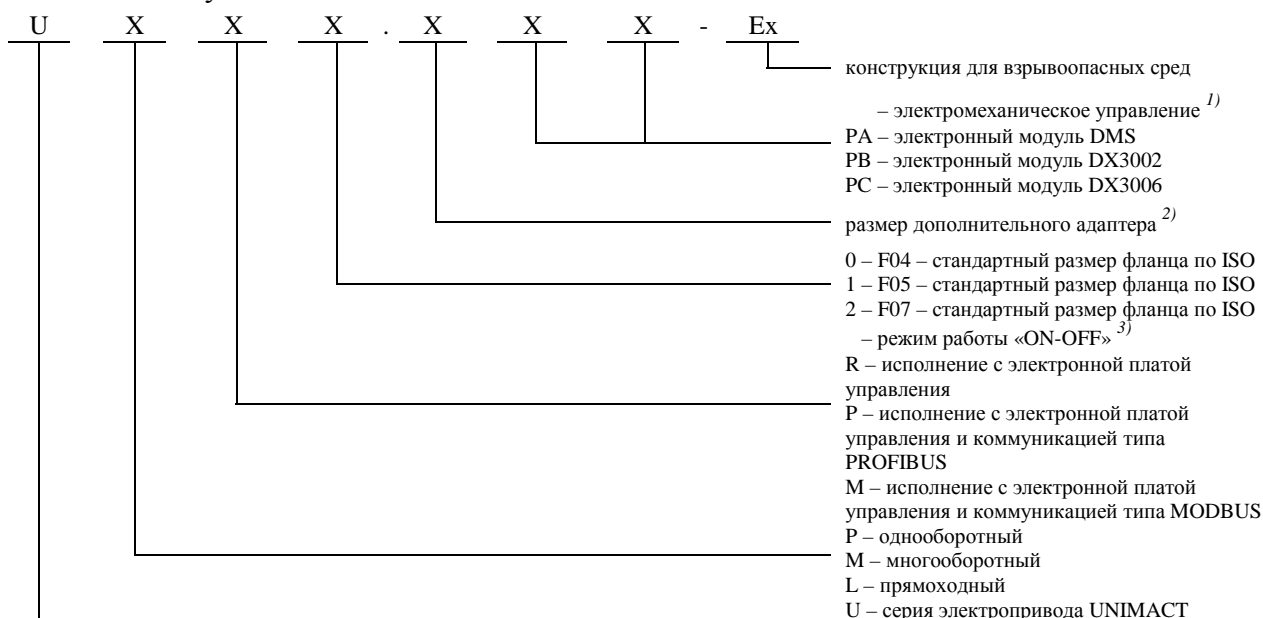 U X X X . X X X - Ex
конструкция для взрывоопасных сред
– электромеханическое управление 1)
PA – электронный модуль DMS
PB – электронный модуль DX3002
PC – электронный модуль DX3006
размер дополнительного адаптера 2)
0 – F04 – стандартный размер фланца по ISO
1 – F05 – стандартный размер фланца по ISO
2 – F07 – стандартный размер фланца по ISO
– режим работы «ON-OFF» 3)
R – исполнение с электронной платой
управления
P – исполнение с электронной платой
управления и коммуникацией типа
PROFIBUS
M – исполнение с электронной платой
управления и коммуникацией типа MODBUS
P – однооборотный
M – многооборотный
L – прямоходный
U – серия электропривода UNIMACT